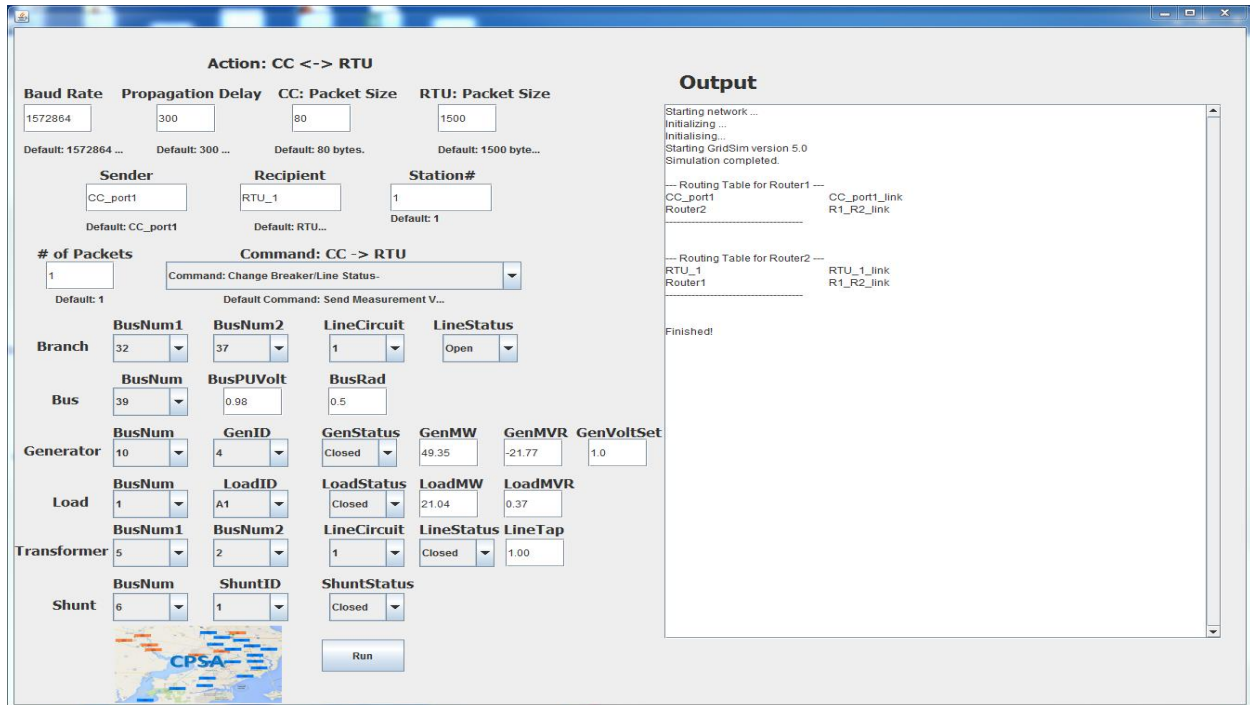 Action: CC <-> RTU
Baud Rate Propagation Delay CC: Packet Size RTU: Packet Size
1572864 300 80 1500
Default: 1572864 ... Default: 300 ... Default: 80 bytes. Default: 1500 byte...
Sender Recipient Station#
CC_port1 RTU_1 1
Default: CC_port1 Default: RTU... Default: 1
# of Packets Command: CC -> RTU
1 Command: Change Breaker/Line Status-
Default: 1 Default Command: Send Measurement V...
BusNum1 BusNum2 LineCircuit LineStatus
Branch 32 37 1 Open
BusNum BusPUVolt BusRad
Bus 39 0.98 0.5
BusNum GenID GenStatus GenMW GenMVR GenVoltSet
Generator 10 4 Closed 49.35 -21.77 1.0
BusNum LoadID LoadStatus LoadMW LoadMVR
Load 1 A1 Closed 21.04 0.37
BusNum1 BusNum2 LineCircuit LineStatus LineTap
Transformer 5 2 1 Closed 1.00
BusNum ShuntID ShuntStatus
Shunt 6 1 Closed
CPSA
Run
Output
Starting network ...
Initializing ...
Initialising...
Starting GridSim version 5.0
Simulation completed.
--- Routing Table for Router1 ---
CC_port1 CC_port1_link
Router2 R1_R2_link
-------------------------------------
--- Routing Table for Router2 ---
RTU_1 RTU_1_link
Router1 R1_R2_link
-------------------------------------
Finished!